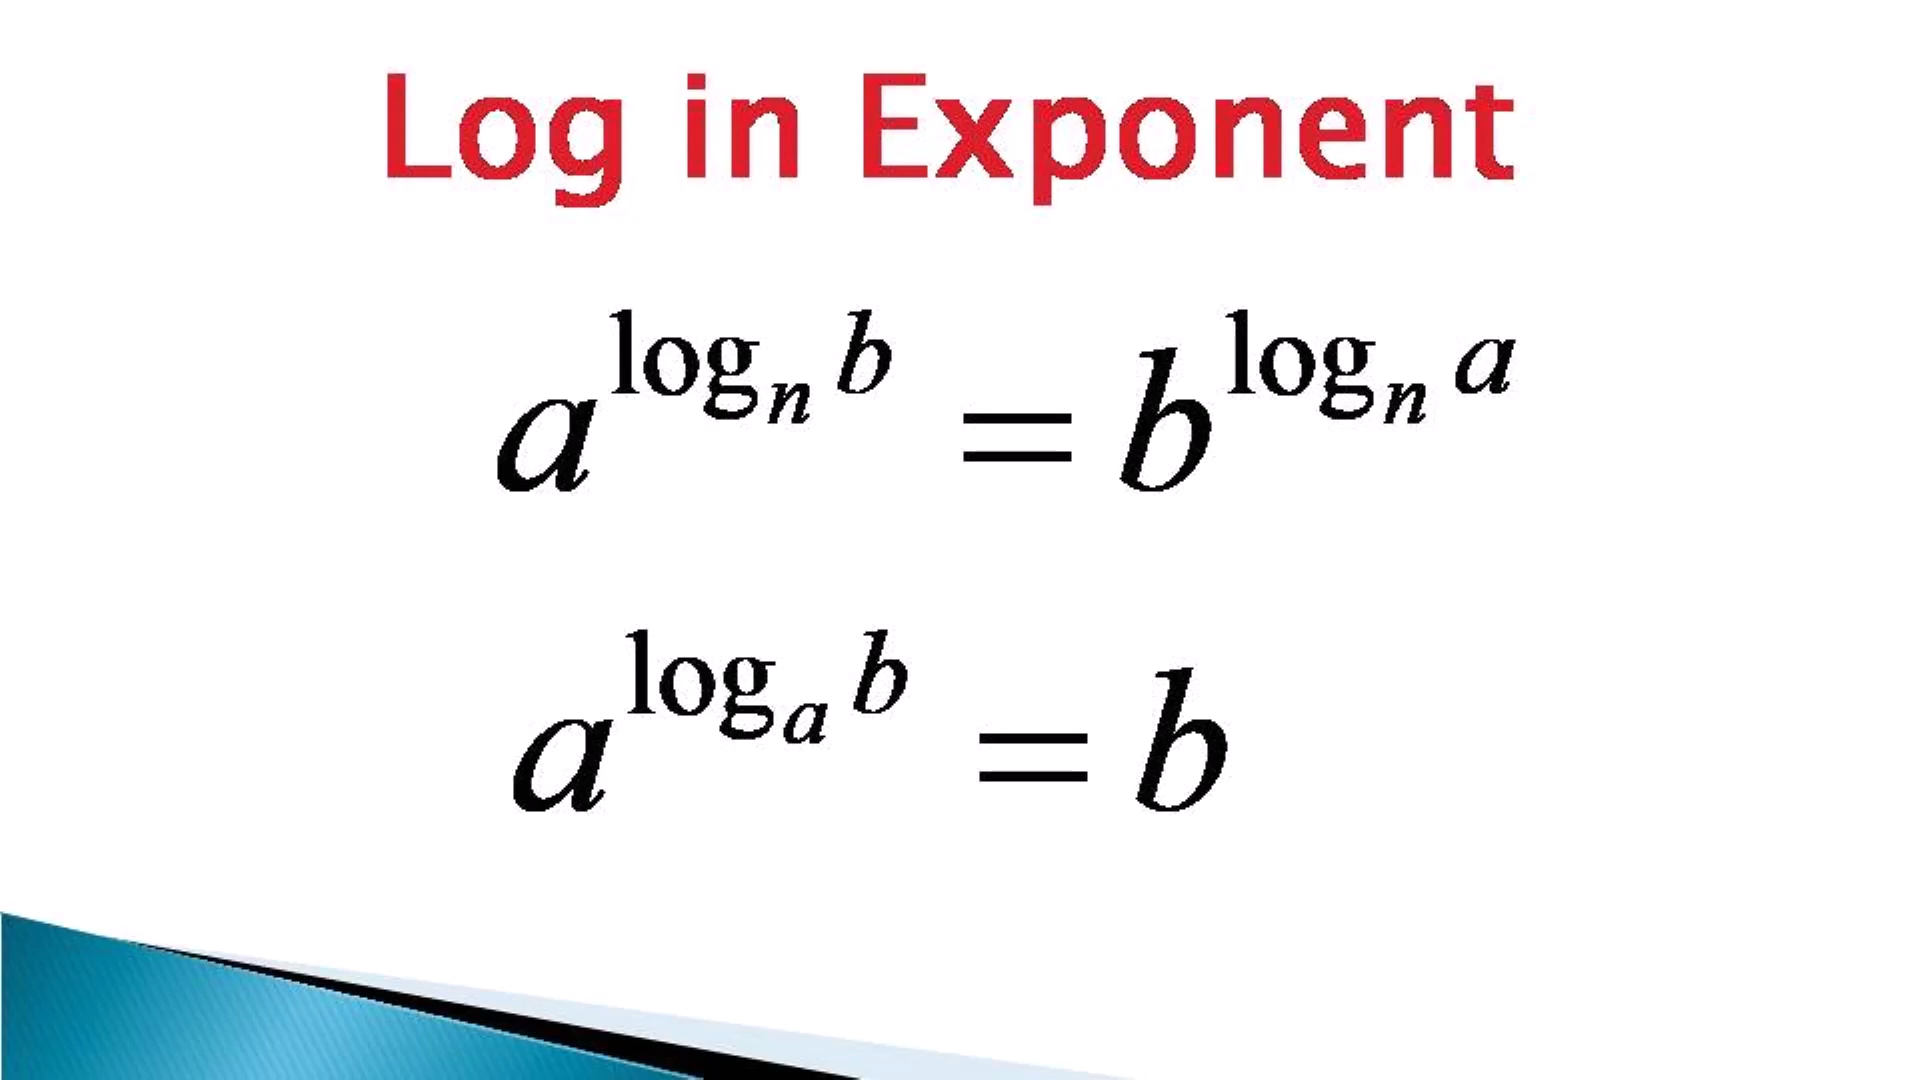 Log in Exponent
a^{log_n b} = b^{log_n a}
a^{log_a b} = b